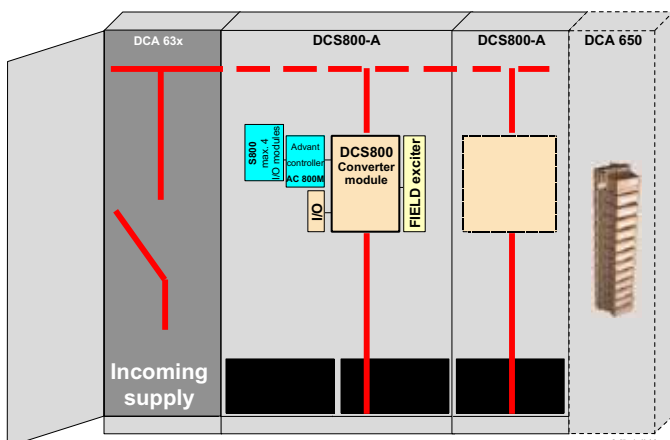 DCA 63x
DCS800-A
DCS800-A
DCA 650
S800
max. 4
I/O modules
Advant
controller
AC 800M
DCS800
Converter
module
FIELD exciter
I/O
Incoming
supply